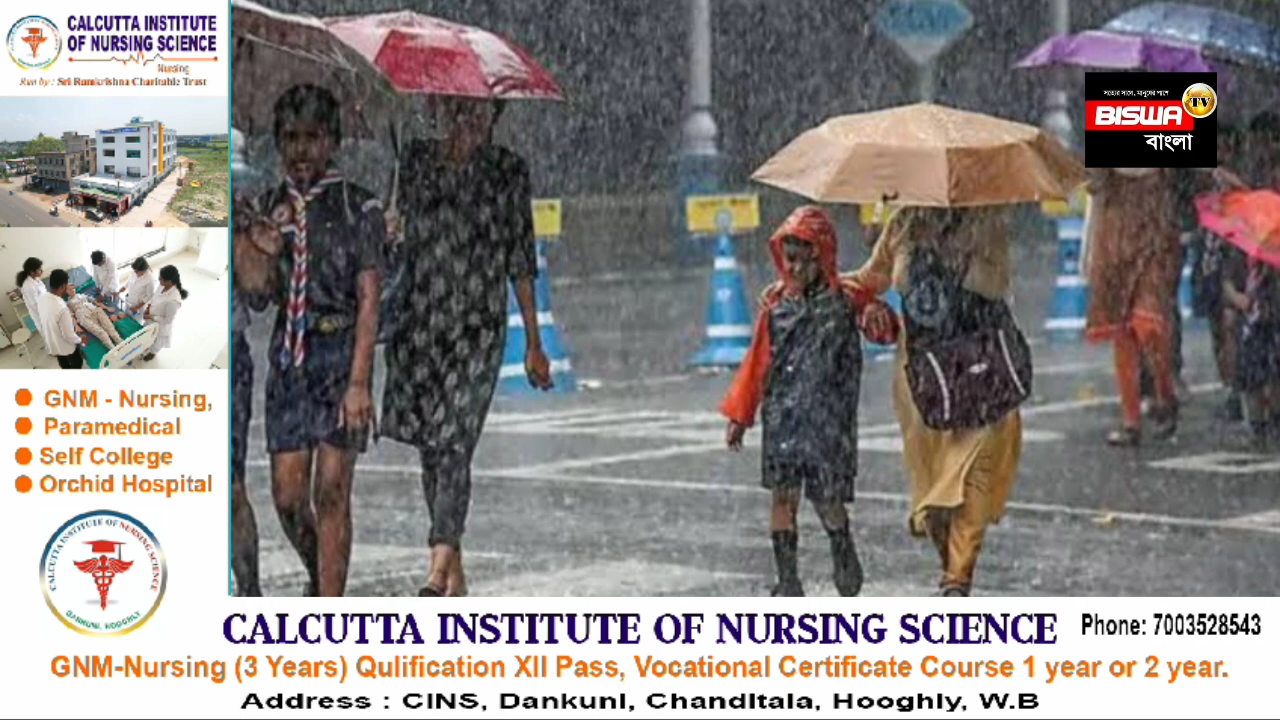 CALCUTTA INSTITUTE
OF NURSING SCIENCE
Nursing
Run by : Sri Ramkrishna Charitable Trust
সত্যের সাথে, মানুষের পাশে
BISWA TV
বাংলা
GNM - Nursing,
Paramedical
Self College
Orchid Hospital
CALCUTTA INSTITUTE OF NURSING SCIENCE
DANKUNI, HOOGHLY
CALCUTTA INSTITUTE OF NURSING SCIENCE
Phone: 7003528543
GNM-Nursing (3 Years) Qulification XII Pass, Vocational Certificate Course 1 year or 2 year.
Address : CINS, Dankuni, Chanditala, Hooghly, W.B